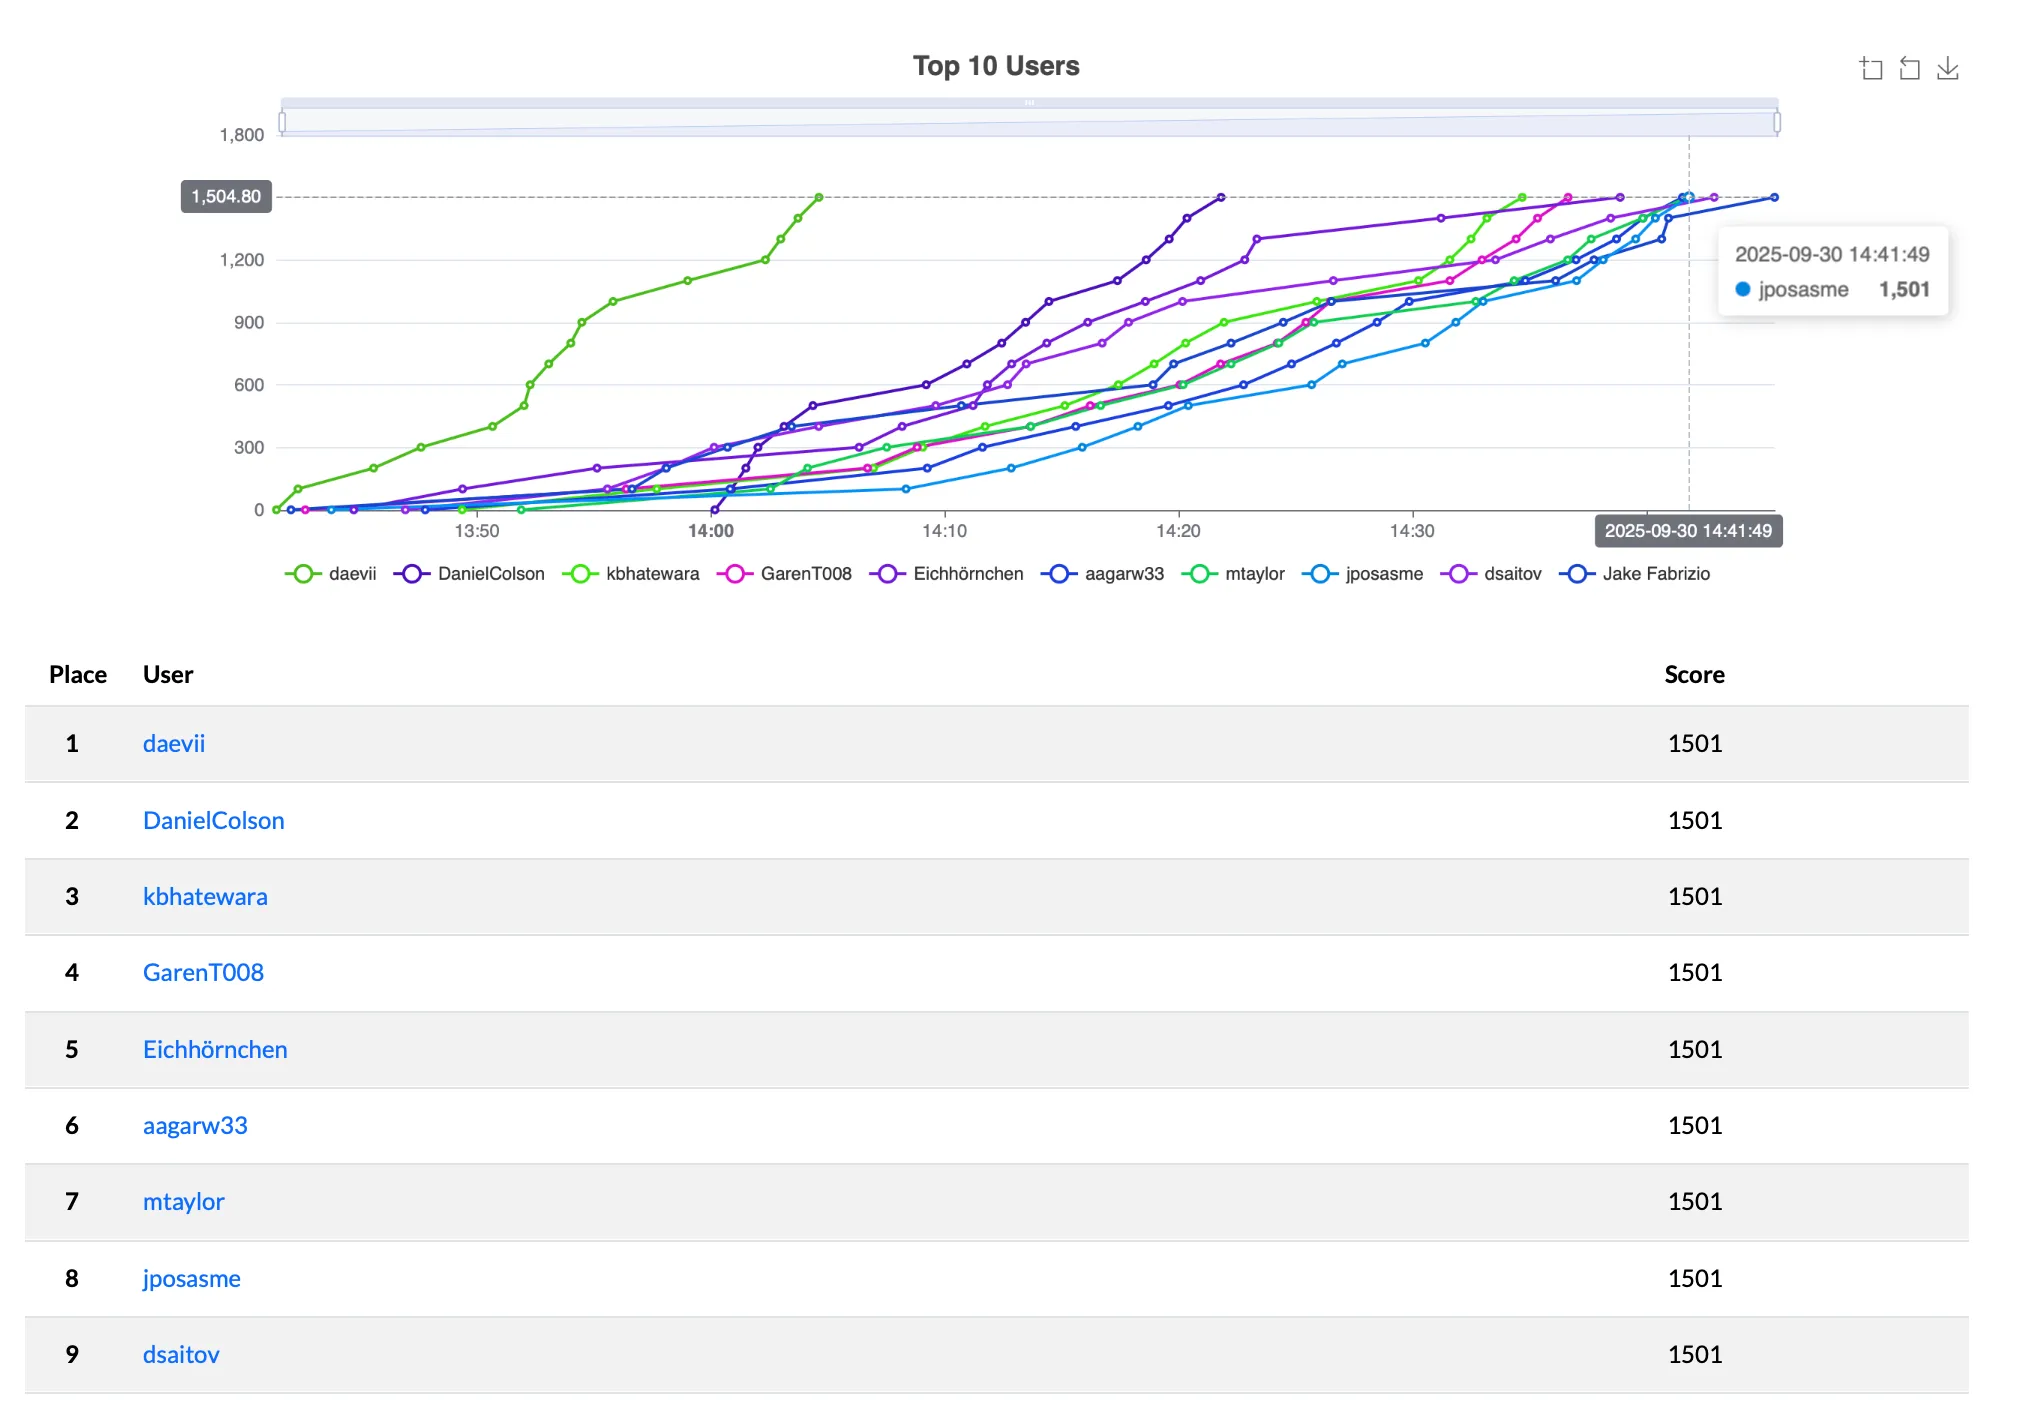 Top 10 Users
1,800
1,504.80
1,200
900
600
300
0
2025-09-30 14:41:49
jposasme 1,501
13:50 14:00 14:10 14:20 14:30 2025-09-30 14:41:49
daevii DanielColson kbhatewara GarenT008 Eichhörnchen aagarw33 mtaylor jposasme dsaitov Jake Fabrizio
Place User Score
1 daevii 1501
2 DanielColson 1501
3 kbhatewara 1501
4 GarenT008 1501
5 Eichhörnchen 1501
6 aagarw33 1501
7 mtaylor 1501
8 jposasme 1501
9 dsaitov 1501